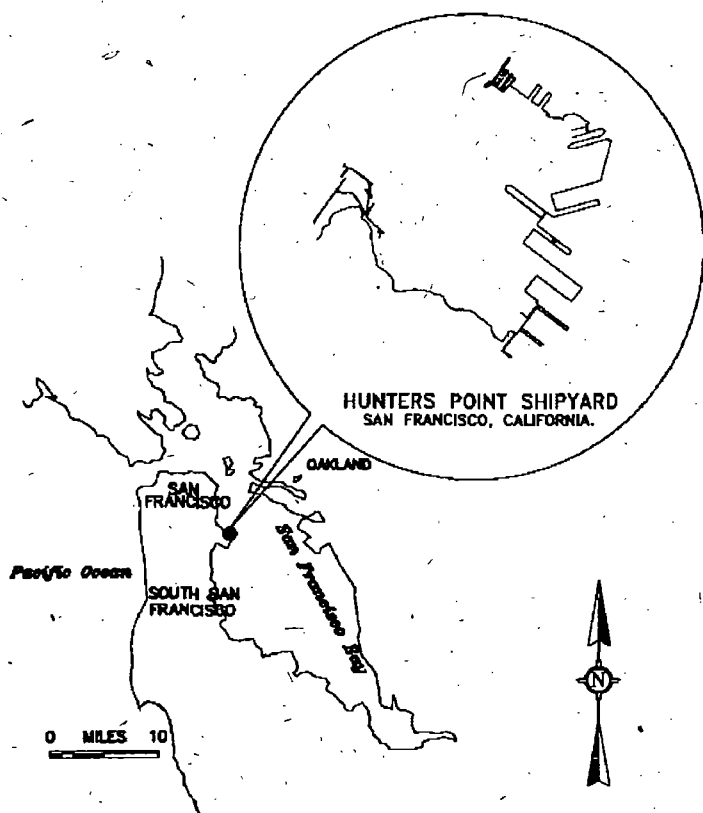 HUNTERS POINT SHIPYARD
SAN FRANCISCO, CALIFORNIA.
OAKLAND
SAN
FRANCISCO
San Francisco Bay
Pacific Ocean
SOUTH SAN
FRANCISCO
N
0 MILES 10